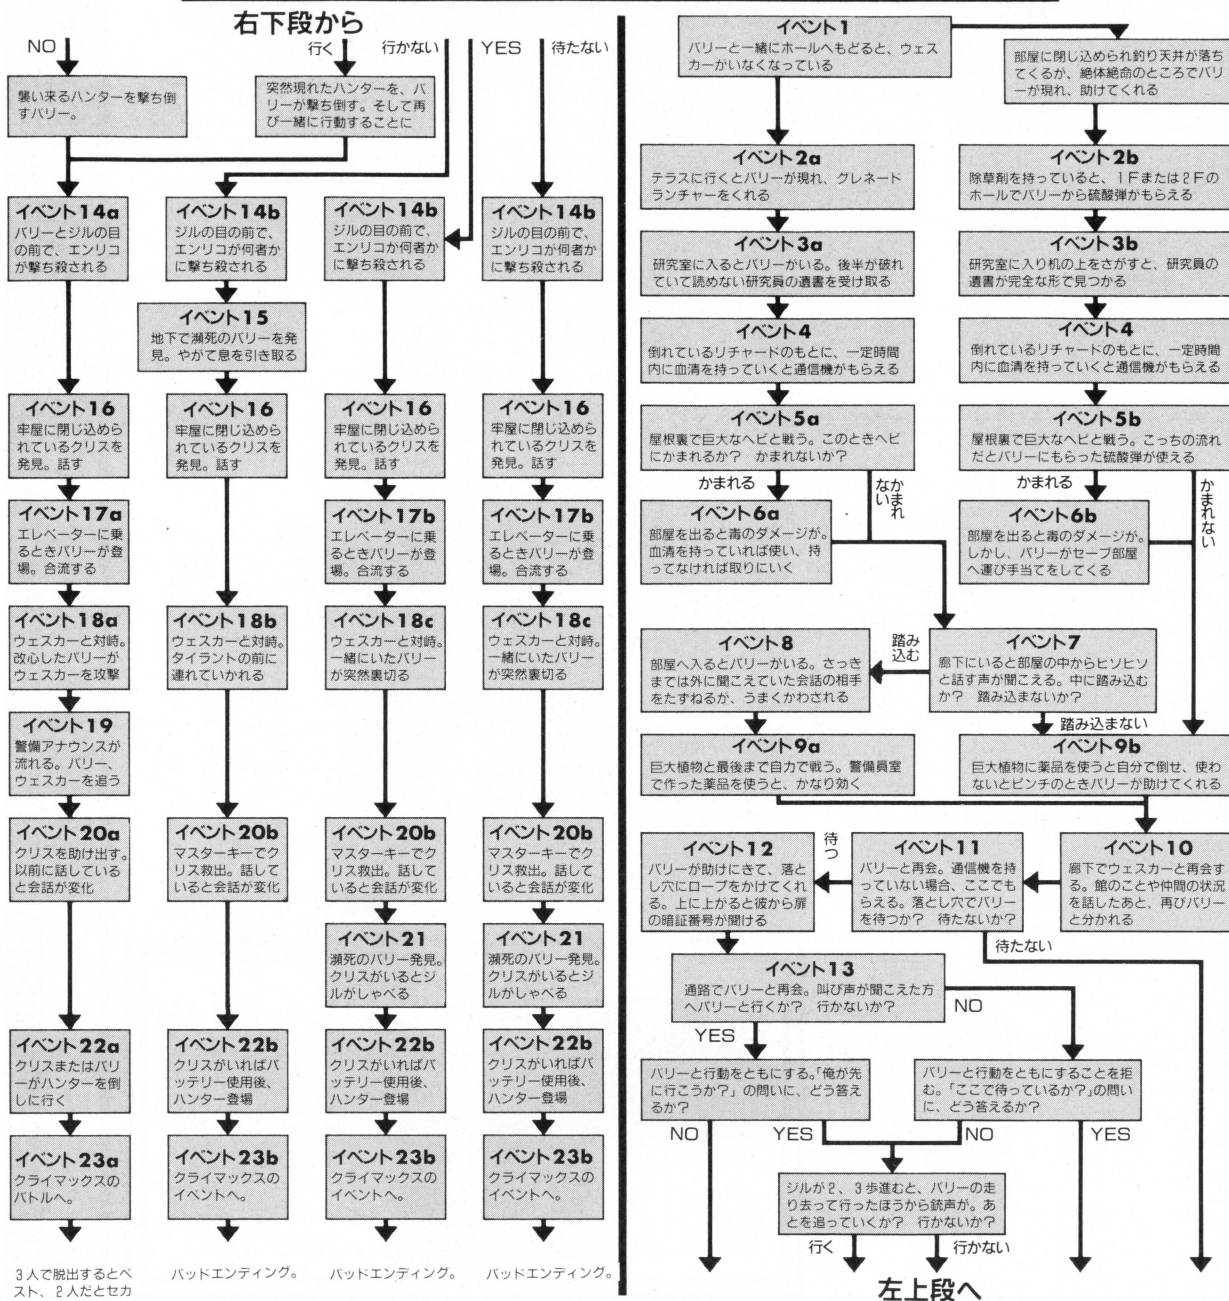 イベント1
バリーと一緒にホールへもどると、ウェス
カーがいなくなっている
部屋に閉じ込められ釣り天井が落ち
てくるが、絶体絶命のところでバリ
ーが現れ、助けてくれる
イベント2a
テラスに行くとバリーが現れ、グレネード
ランチャーをくれる
イベント2b
除草剤を持っていると、1Fまたは2Fの
ホールでバリーから硫酸弾がもらえる
イベント3a
研究室に入るとバリーがいる。後半が破れ
ていて読めない研究員の遺書を受け取る
イベント3b
研究室に入り机の上をさがすと、研究員の
遺書が完全な形で見つかる
イベント4
倒れているリチャードのもとに、一定時間
内に血清を持っていくと通信機がもらえる
イベント4
倒れているリチャードのもとに、一定時間
内に血清を持っていくと通信機がもらえる
イベント5a
屋根裏で巨大なヘビと戦う。このときヘビ
にかまれるか? かまれないか?
イベント5b
屋根裏で巨大なヘビと戦う。こっちの流れ
だとバリーにもらった硫酸弾が使える
かまれる
かまれ
ない
かまれる
かまれない
イベント6a
部屋を出ると毒のダメージが。
血清を持っていれば使い、持
ってなければ取りにいく
イベント6b
部屋を出ると毒のダメージが。
しかし、バリーがセーブ部屋
へ運び手当てをしてくる
イベント8
部屋へ入るとバリーがいる。さっき
までは外に聞こえていた会話の相手
をたずねるが、うまくかわされる
踏み
込む
イベント7
廊下にいると部屋の中からヒソヒソ
と話す声が聞こえる。中に踏み込む
か? 踏み込まないか?
踏み込まない
イベント9a
巨大植物と最後まで自力で戦う。警備員室
で作った薬品を使うと、かなり効く
イベント9b
巨大植物に薬品を使うと自分で倒せ、使わ
ないとピンチのときバリーが助けてくれる
イベント12
バリーが助けにきて、落と
し穴にロープをかけてくれ
る。上に上がると彼から扉
の暗証番号が聞ける
待つ
イベント11
バリーと再会。通信機を持
っていない場合、ここでも
らえる。落とし穴でバリー
を待つか? 待たないか?
イベント10
廊下でウェスカーと再会す
る。館のことや仲間の状況
を話したあと、再びバリー
と分かれる
待たない
イベント13
通路でバリーと再会。叫び声が聞こえた方
へバリーと行くか? 行かないか?
YES
NO
バリーと行動をともにする。「俺が先
に行こうか?」の問いに、どう答え
るか?
バリーと行動をともにすることを拒
む。「ここで待っているか?」の問い
に、どう答えるか?
NO
YES
NO
YES
ジルが2、3歩進むと、バリーの走
り去って行ったほうから銃声が。あ
とを追っていくか? 行かないか?
行く
行かない
左上段へ
右下段から
NO
行く
行かない
YES
待たない
襲い来るハンターを撃ち倒
すバリー。
突然現れたハンターを、バ
リーが撃ち倒す。そして再
び一緒に行動することに
イベント14a
バリーとジルの目
の前で、エンリコ
が撃ち殺される
イベント14b
ジルの目の前で、
エンリコが何者か
に撃ち殺される
イベント14b
ジルの目の前で、
エンリコが何者か
に撃ち殺される
イベント14b
ジルの目の前で、
エンリコが何者か
に撃ち殺される
イベント15
地下で瀕死のバリーを発
見。やがて息を引き取る
イベント16
牢屋に閉じ込めら
れているクリスを
発見。話す
イベント16
牢屋に閉じ込めら
れているクリスを
発見。話す
イベント16
牢屋に閉じ込めら
れているクリスを
発見。話す
イベント16
牢屋に閉じ込めら
れているクリスを
発見。話す
イベント17a
エレベーターに乗
るときバリーが登
場。合流する
イベント17b
エレベーターに乗
るときバリーが登
場。合流する
イベント17b
エレベーターに乗
るときバリーが登
場。合流する
イベント18a
ウェスカーと対峙。
改心したバリーが
ウェスカーを攻撃
イベント18b
ウェスカーと対峙。
タイラントの前に
連れていかれる
イベント18c
ウェスカーと対峙。
一緒にいたバリー
が突然裏切る
イベント18c
ウェスカーと対峙。
一緒にいたバリー
が突然裏切る
イベント19
警備アナウンスが
流れる。バリー、
ウェスカーを追う
イベント20a
クリスを助け出す。
以前に話している
と会話が変化
イベント20b
マスターキーでク
リス救出。話して
いると会話が変化
イベント20b
マスターキーでク
リス救出。話して
いると会話が変化
イベント20b
マスターキーでク
リス救出。話して
いると会話が変化
イベント21
瀕死のバリー発見。
クリスがいるとジ
ルがしゃべる
イベント21
瀕死のバリー発見。
クリスがいるとジ
ルがしゃべる
イベント22a
クリスまたはバリ
ーがハンターを倒
しに行く
イベント22b
クリスがいればバ
ッテリー使用後、
ハンター登場
イベント22b
クリスがいればバ
ッテリー使用後、
ハンター登場
イベント22b
クリスがいればバ
ッテリー使用後、
ハンター登場
イベント23a
クライマックスの
バトルへ。
イベント23b
クライマックスの
イベントへ。
イベント23b
クライマックスの
イベントへ。
イベント23b
クライマックスの
イベントへ。
3人で脱出するとベ
スト、2人だとセカ
バッドエンディング。
バッドエンディング。
バッドエンディング。